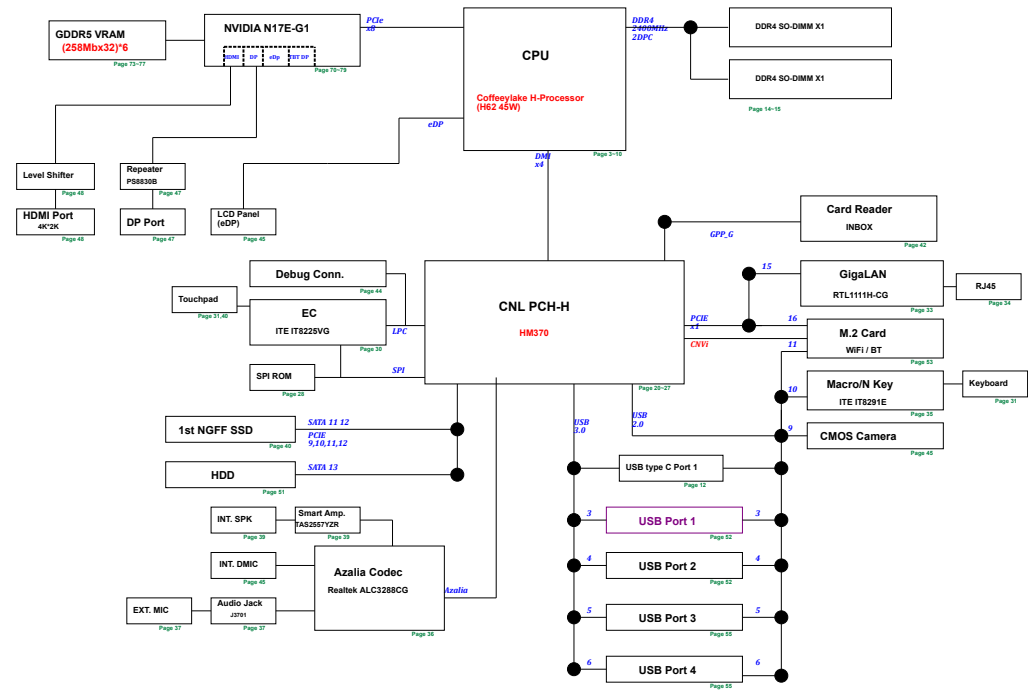 GDDR5 VRAM
(258Mbx32)*6
Page 73~77
NVIDIA N17E-G1
HDMI
DP
eDp
TBT DP
Page 70~79
PCIe
x8
CPU
Coffeeylake H-Processor
(H62 45W)
Page 3~10
DDR4
2400MHz
2DPC
DDR4 SO-DIMM X1
DDR4 SO-DIMM X1
Page 14~15
eDP
DMI
x4
Level Shifter
Page 48
HDMI Port
4K*2K
Page 48
Repeater
PS8830B
Page 47
DP Port
Page 47
LCD Panel
(eDP)
Page 45
Card Reader
INBOX
Page 42
GPP_G
Debug Conn.
Page 44
Touchpad
Page 31,40
EC
ITE IT8225VG
Page 30
LPC
SPI ROM
Page 28
SPI
CNL PCH-H
HM370
Page 20~27
15
GigaLAN
RTL1111H-CG
Page 33
RJ45
Page 34
PCIE
x1
CNVi
16
11
M.2 Card
WiFi / BT
Page 53
10
Macro/N Key
ITE IT8291E
Page 35
Keyboard
Page 31
9
CMOS Camera
Page 45
1st NGFF SSD
Page 40
SATA 11 12
PCIE
9,10,11,12
HDD
Page 51
SATA 13
USB
3.0
USB
2.0
USB type C Port 1
Page 12
INT. SPK
Page 39
Smart Amp.
TAS2557YZR
Page 39
INT. DMIC
Page 45
EXT. MIC
Page 37
Audio Jack
J3701
Page 37
Azalia Codec
Realtek ALC3288CG
Page 36
Azalia
3
USB Port 1
3
Page 52
4
USB Port 2
4
Page 52
5
USB Port 3
5
Page 55
6
USB Port 4
6
Page 55